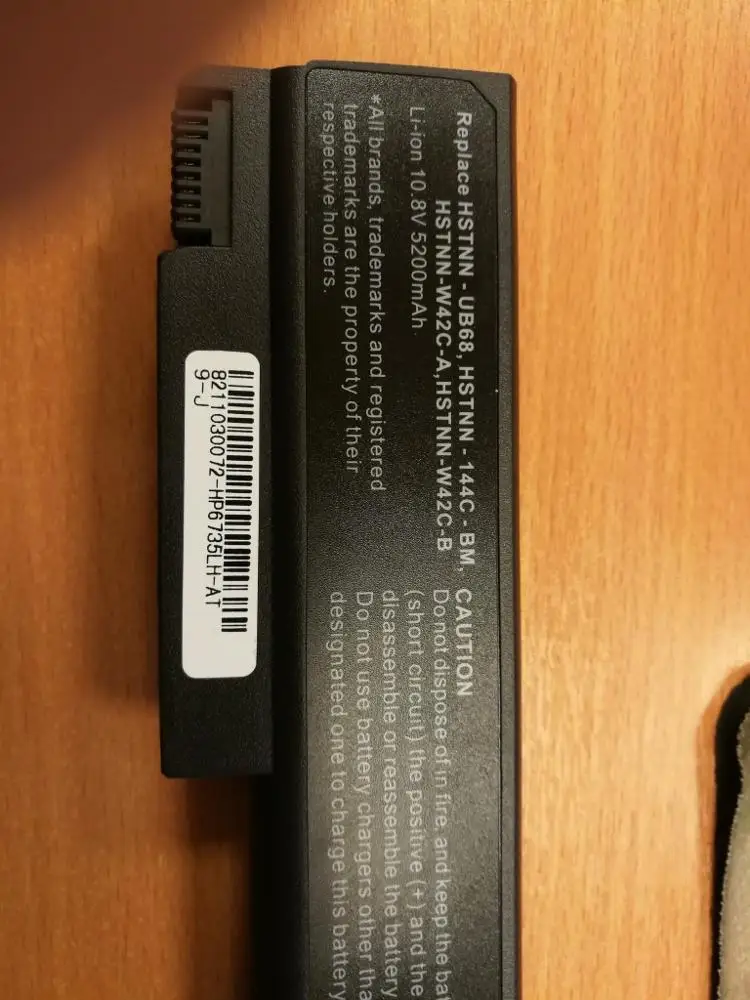 Replace HSTNN - UB68, HSTNN - 144C - BM,
HSTNN-W42C-A,HSTNN-W42C-B
Li-ion 10.8V 5200mAh
*All brands, trademarks and registered
trademarks are the property of their
respective holders.
CAUTION
Do not dispose of in fire, and keep the
(short circuit) the positive (+) and the
disassemble or reassemble the battery
Do not use battery chargers other
designated one to charge this battery
8211030072-HP6735LH-AT
9-J